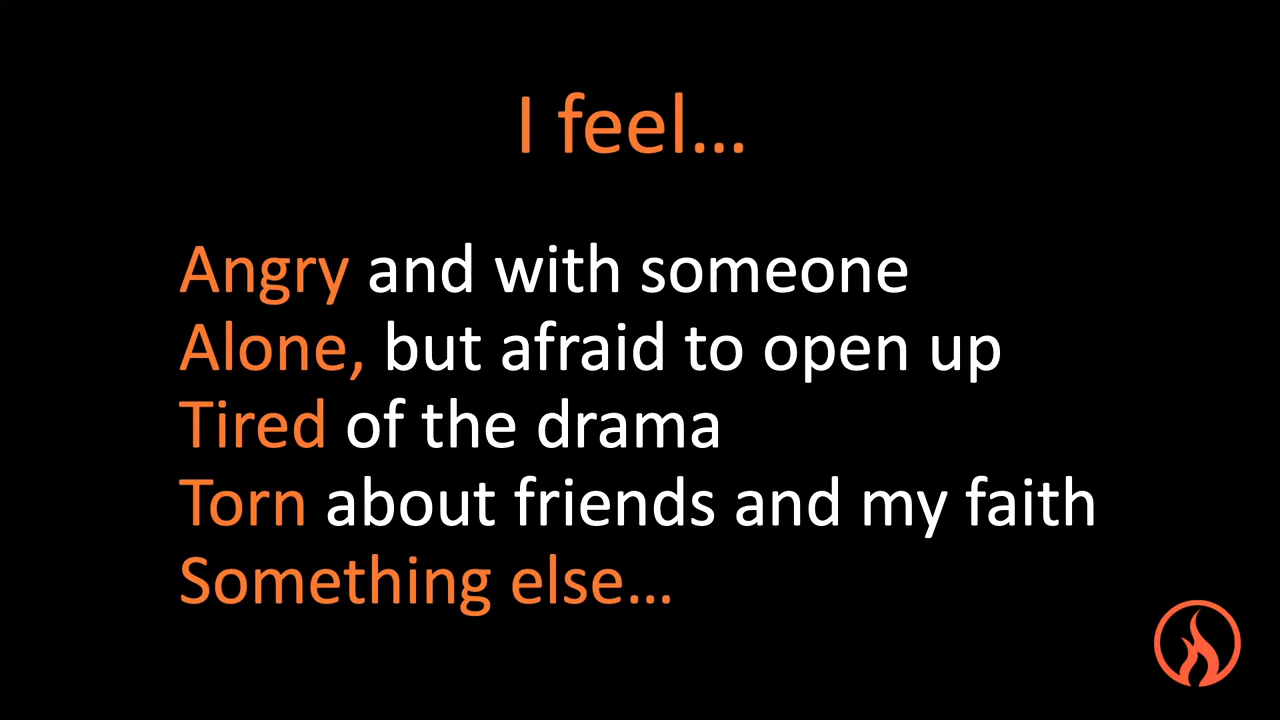 I feel...
Angry and with someone
Alone, but afraid to open up
Tired of the drama
Torn about friends and my faith
Something else...